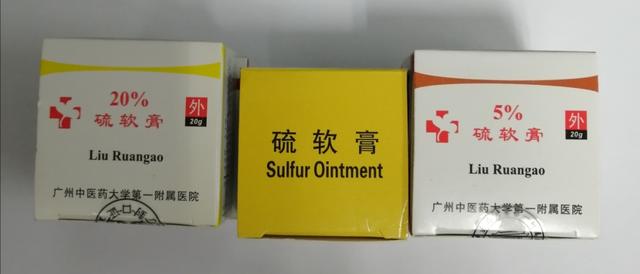 20%
硫软膏
外
20g
Liu Ruangao
广州中医药大学第一附属医院
硫软膏
Sulfur Ointment
5%
硫软膏
外
20g
Liu Ruangao
广州中医药大学第一附属医院